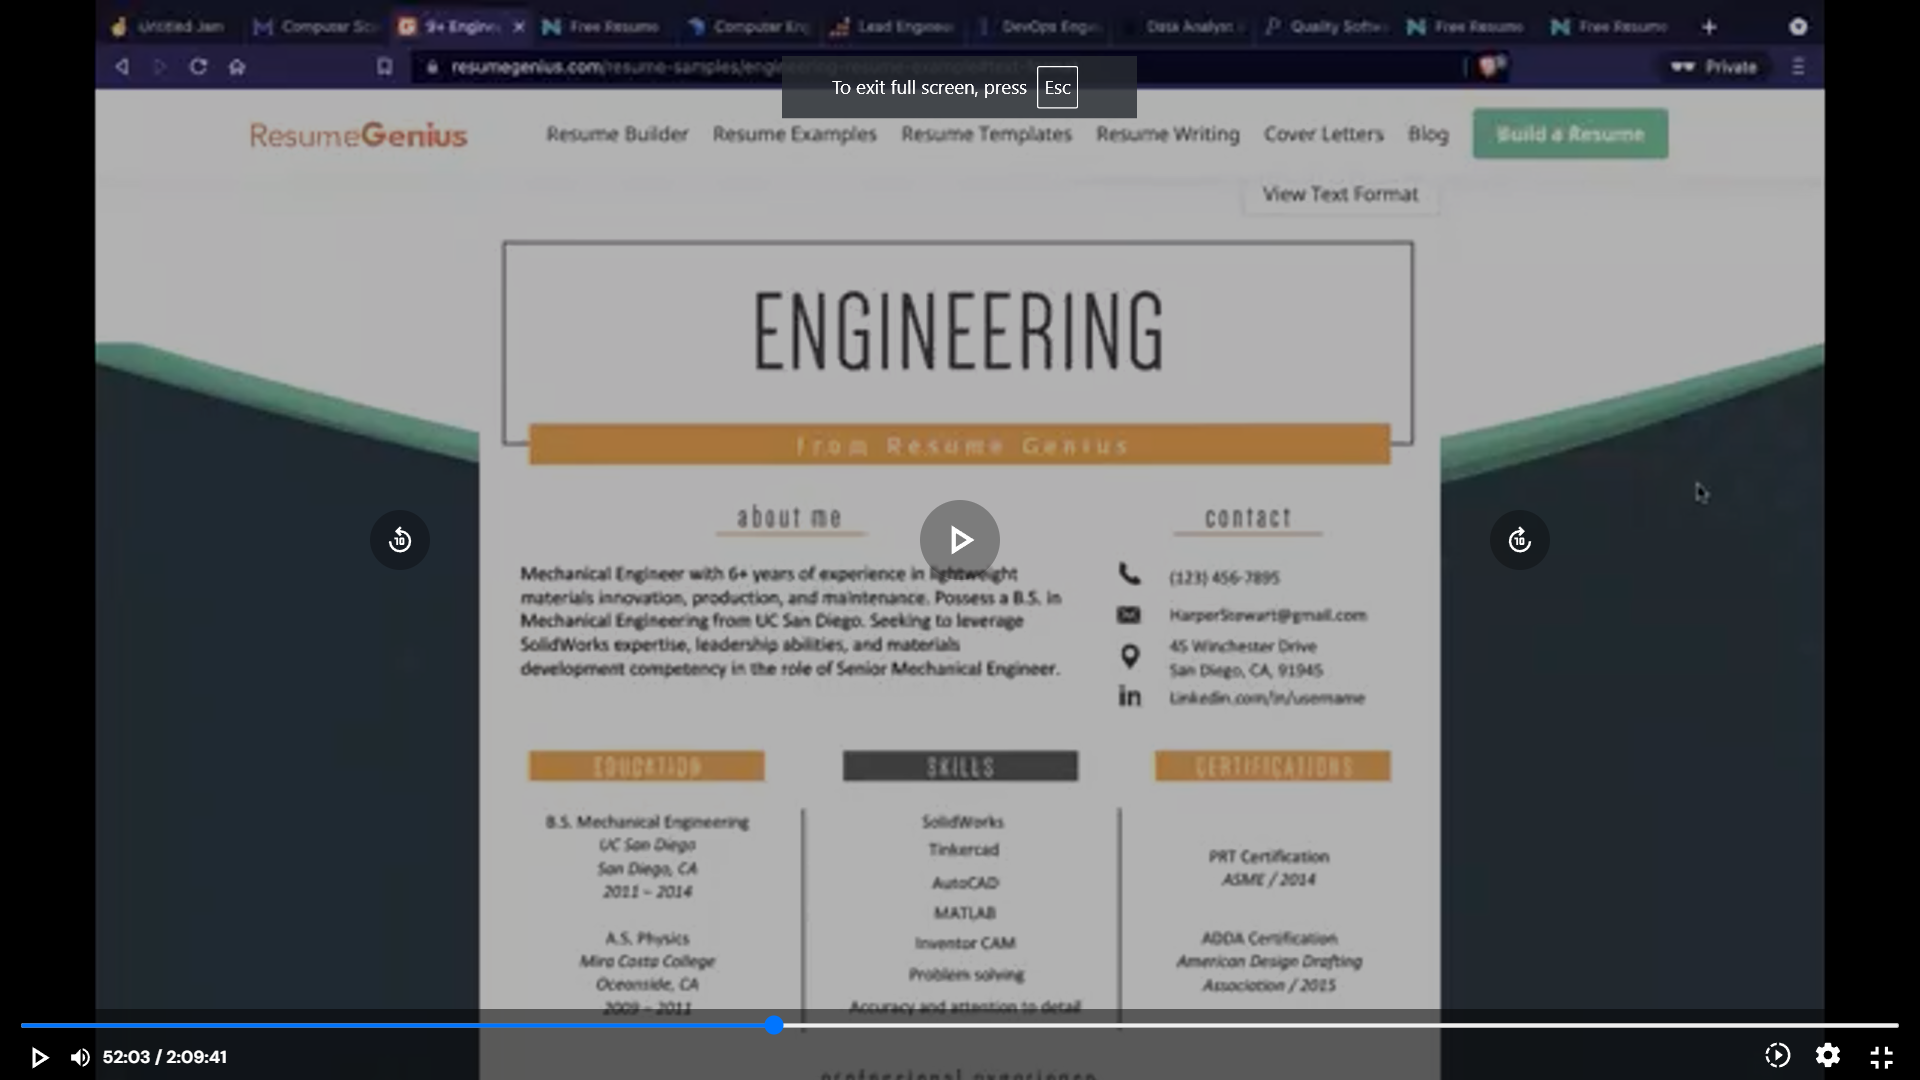 Untitled Jam
Computer Sc
9+ Engine
Free Resume
Computer Eng
Lead Enginee
DevOps Engi
Data Analyst
Quality Softw
Free Resume
Free Resume
resumegenius.com/resume-samples/engineering-resume-example
Private
To exit full screen, press Esc
ResumeGenius
Resume Builder
Resume Examples
Resume Templates
Resume Writing
Cover Letters
Blog
Build a Resume
View Text Format
ENGINEERING
from Resume Genius
about me
Mechanical Engineer with 6+ years of experience in lightweight
materials innovation, production, and maintenance. Possess a B.S. in
Mechanical Engineering from UC San Diego. Seeking to leverage
SolidWorks expertise, leadership abilities, and materials
development competency in the role of Senior Mechanical Engineer.
contact
(123) 456-7895
HarperStewart@gmail.com
45 Winchester Drive
San Diego, CA, 91945
in
Linkedin.com/in/username
EDUCATION
B.S. Mechanical Engineering
UC San Diego
San Diego, CA
2011 – 2014
A.S. Physics
Mira Costa College
Oceanside, CA
2009 – 2011
SKILLS
SolidWorks
Tinkercad
AutoCAD
MATLAB
Inventor CAM
Problem solving
Accuracy and attention to detail
CERTIFICATIONS
PRT Certification
ASME / 2014
ADDA Certification
American Design Drafting
Association / 2015
professional experience
10
10
52:03 / 2:09:41